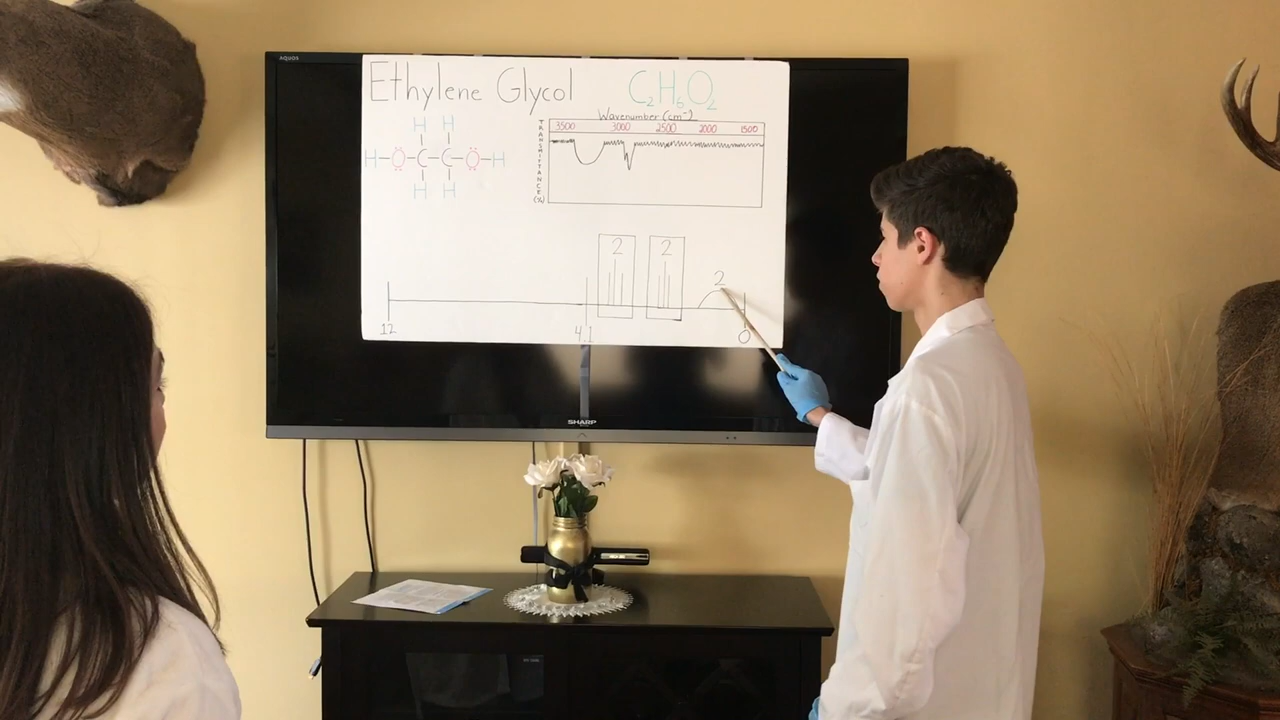 AQUOS
Ethylene Glycol
C₂H₆O₂
H H
H-O-C-C-O-H
H H
Wavenumber (cm⁻¹)
3500 3000 2500 2000 1500
TRANSMITTANCE (%)
2 2 2
12 4.1 0
SHARP